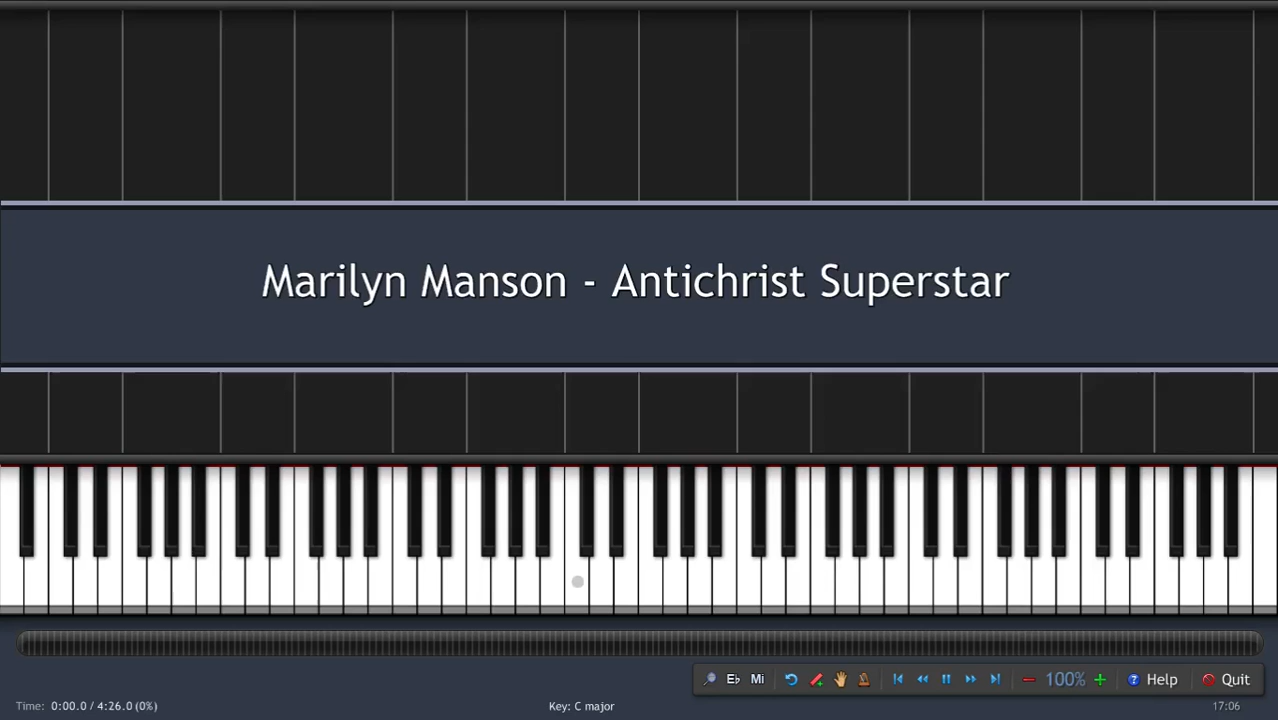 Marilyn Manson - Antichrist Superstar
E♭ Mi 100% Help Quit
Time: 0:00.0 / 4:26.0 (0%) Key: C major 17:06